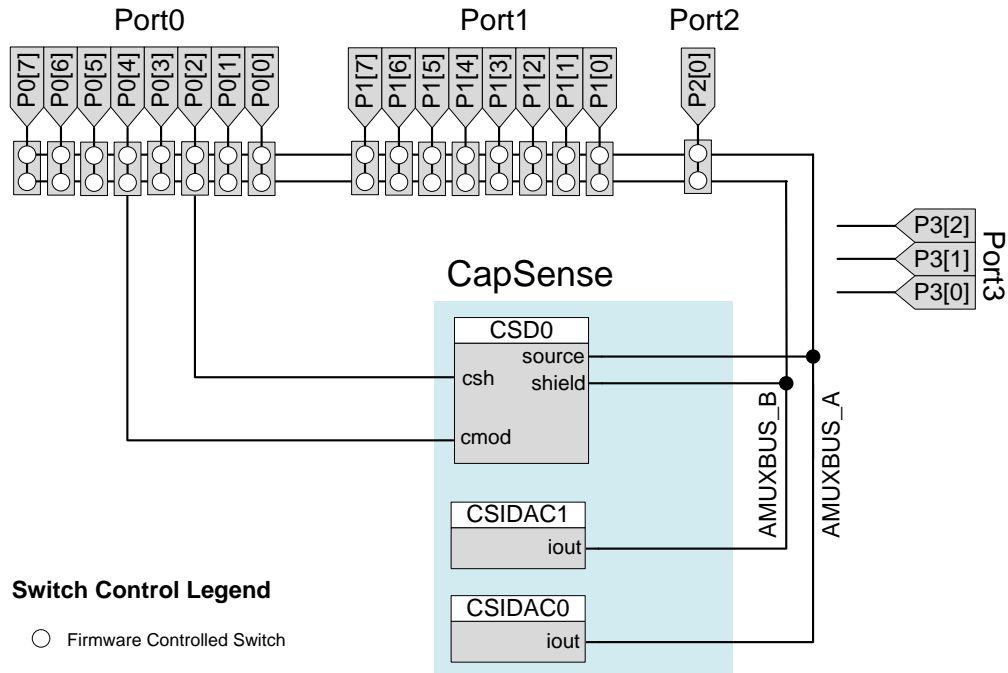 Port0
Port1
Port2
P0[7]
P0[6]
P0[5]
P0[4]
P0[3]
P0[2]
P0[1]
P0[0]
P1[7]
P1[6]
P1[5]
P1[4]
P1[3]
P1[2]
P1[1]
P1[0]
P2[0]
P3[2]
P3[1]
P3[0]
Port3
CapSense
CSD0
source
shield
csh
cmod
AMUXBUS_B
AMUXBUS_A
CSIDAC1
iout
CSIDAC0
iout
Switch Control Legend
Firmware Controlled Switch